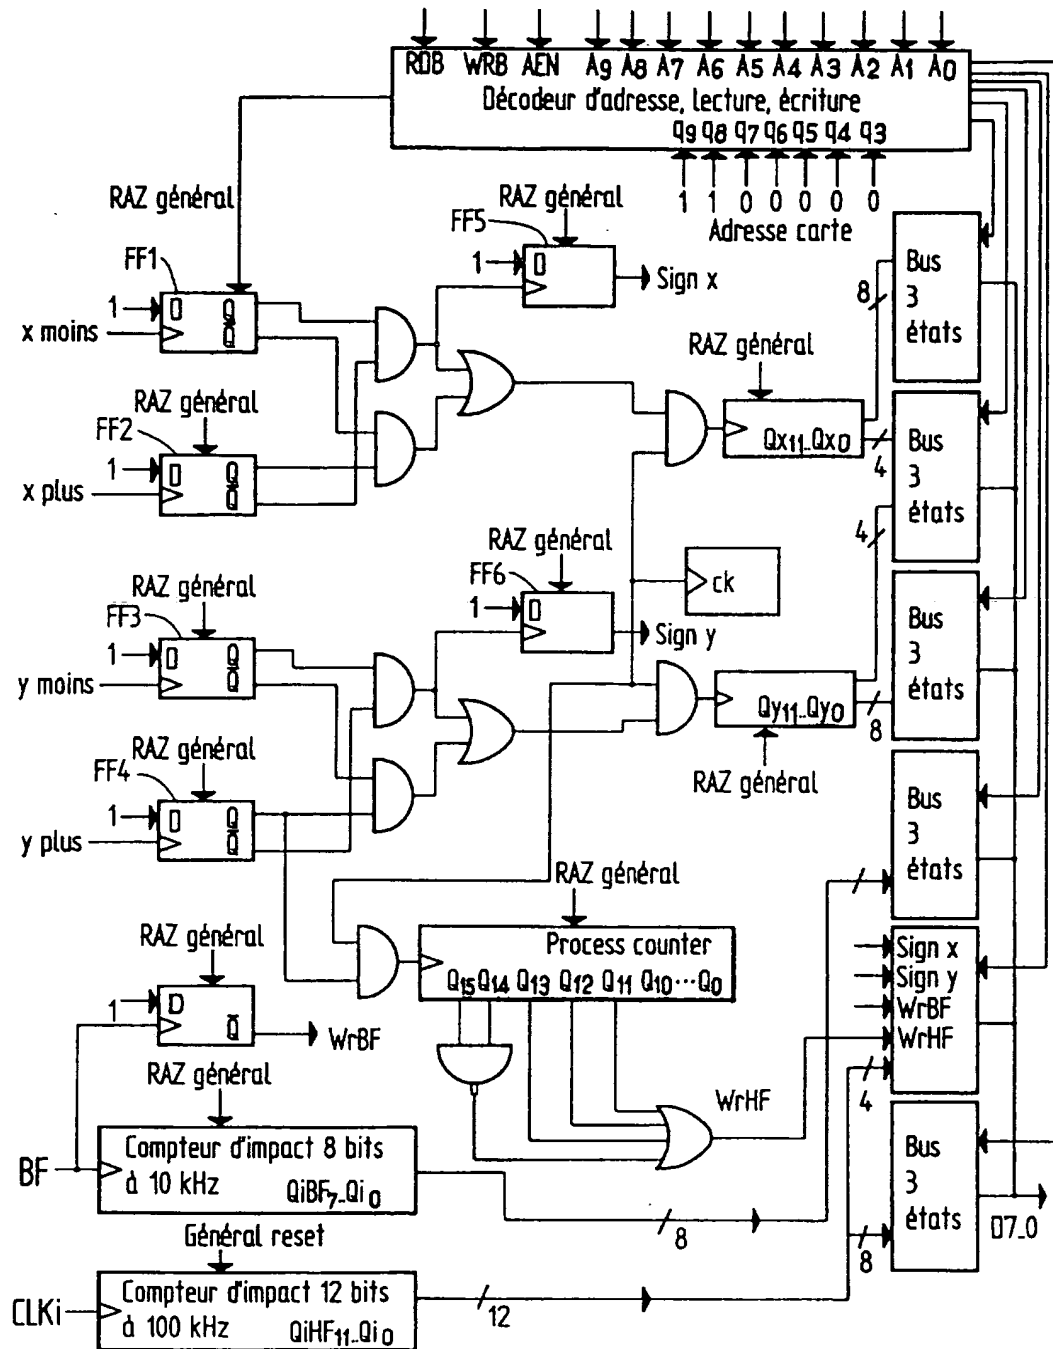 RDB WRB AEN A9 A8 A7 A6 A5 A4 A3 A2 A1 A0
Décodeur d'adresse, lecture, écriture
q9 q8 q7 q6 q5 q4 q3
1 1 0 0 0 0 0
Adresse carte
RAZ général
FF1
1 D Q
x moins Q
RAZ général
FF5
1 D
Sign x
RAZ général
FF2
1 D Q
x plus Q
RAZ général
Qx11..Qx0
8
4
Bus
3
états
Bus
3
états
RAZ général
FF3
1 D Q
y moins Q
RAZ général
FF6
1 D
Sign y
ck
RAZ général
FF4
1 D Q
y plus Q
Qy11..Qy0
RAZ général
4
8
Bus
3
états
Bus
3
états
RAZ général
Process counter
Q15 Q14 Q13 Q12 Q11 Q10...Q0
RAZ général
1 D
Q
WrBF
WrHF
Sign x
Sign y
WrBF
WrHF
4
RAZ général
BF
Compteur d'impact 8 bits
à 10 kHz QiBF7..Qi0
8
Bus
3
états
8
D7..0
Général reset
CLKi
Compteur d'impact 12 bits
à 100 kHz QiHF11..Qi0
12